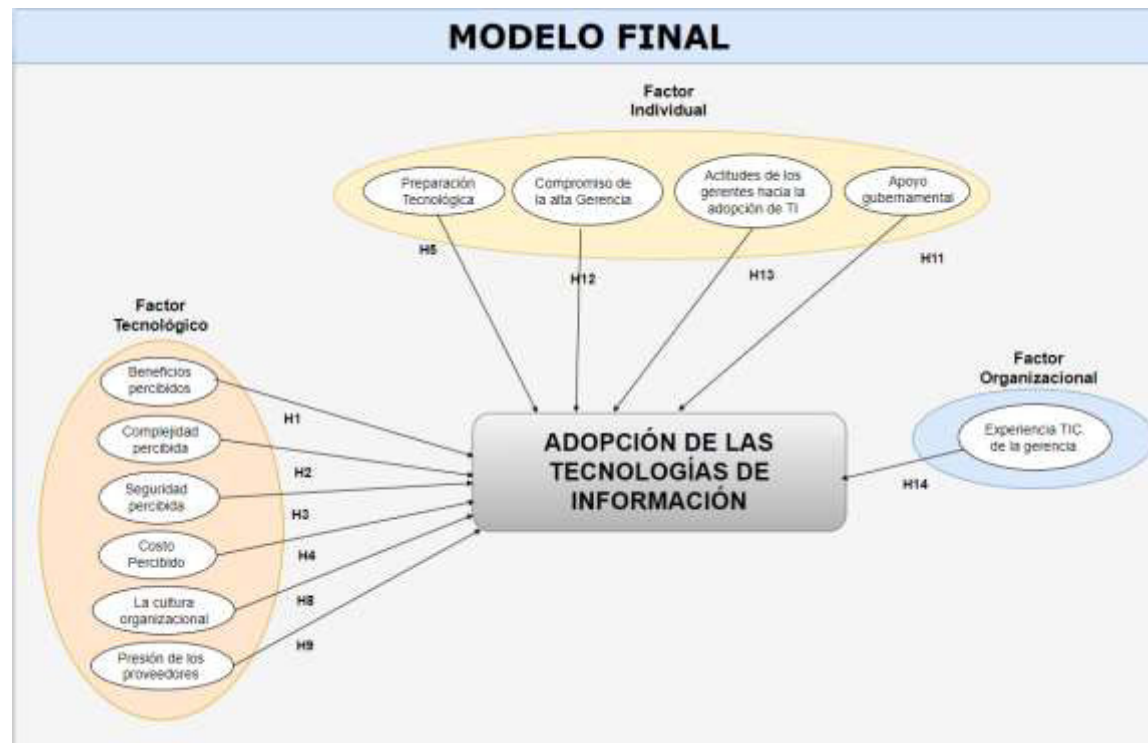 MODELO FINAL
Factor
Individual
Preparación
Tecnológica
Compromiso de
la alta Gerencia
Actitudes de los
gerentes hacia la
adopción de TI
Apoyo
gubernamental
H5
H12
H13
H11
Factor
Tecnológico
Beneficios
percibidos
Complejidad
percibida
Seguridad
percibida
Costo
Percibido
La cultura
organizacional
Presión de los
proveedores
H1
H2
H3
H4
H8
H9
ADOPCIÓN DE LAS
TECNOLOGÍAS DE
INFORMACIÓN
Factor
Organizacional
Experiencia TIC
de la gerencia
H14